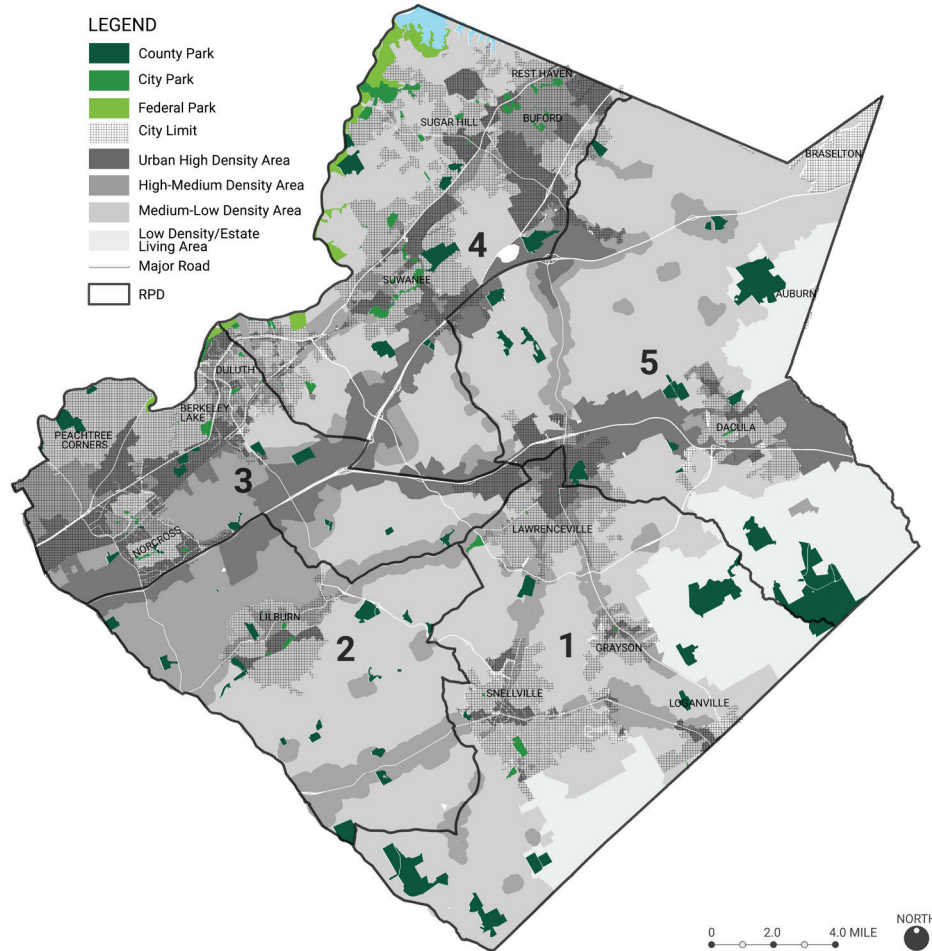 LEGEND
County Park
City Park
Federal Park
City Limit
Urban High Density Area
High-Medium Density Area
Medium-Low Density Area
Low Density/Estate
Living Area
Major Road
RPD
REST HAVEN
SUGAR HILL
BUFORD
BRASELTON
4
SUWANEE
AUBURN
5
DULUTH
BERKELEY
LAKE
PEACHTREE
CORNERS
DACULA
3
NORCROSS
LAWRENCEVILLE
LILBURN
2
1
GRAYSON
SNELLVILLE
LOGANVILLE
NORTH
0 2.0 4.0 MILE